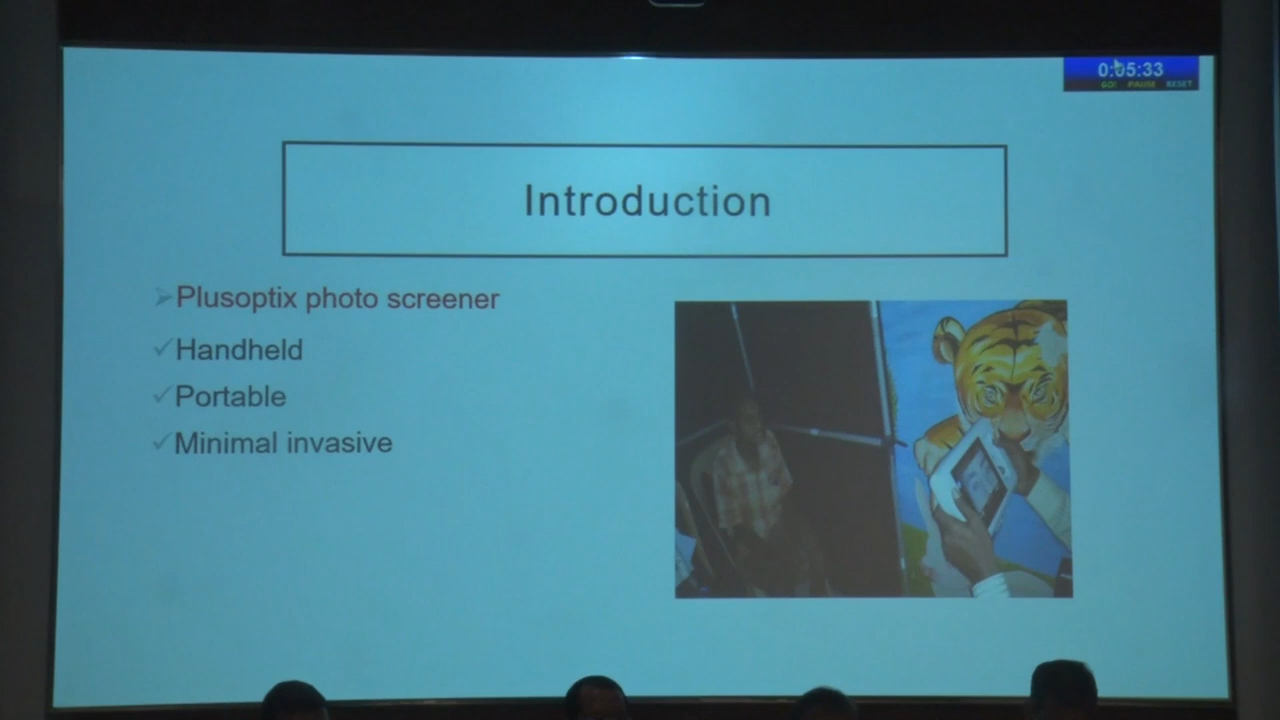 0:05:33
GO! PAUSE RESET
Introduction
Plusoptix photo screener
Handheld
Portable
Minimal invasive